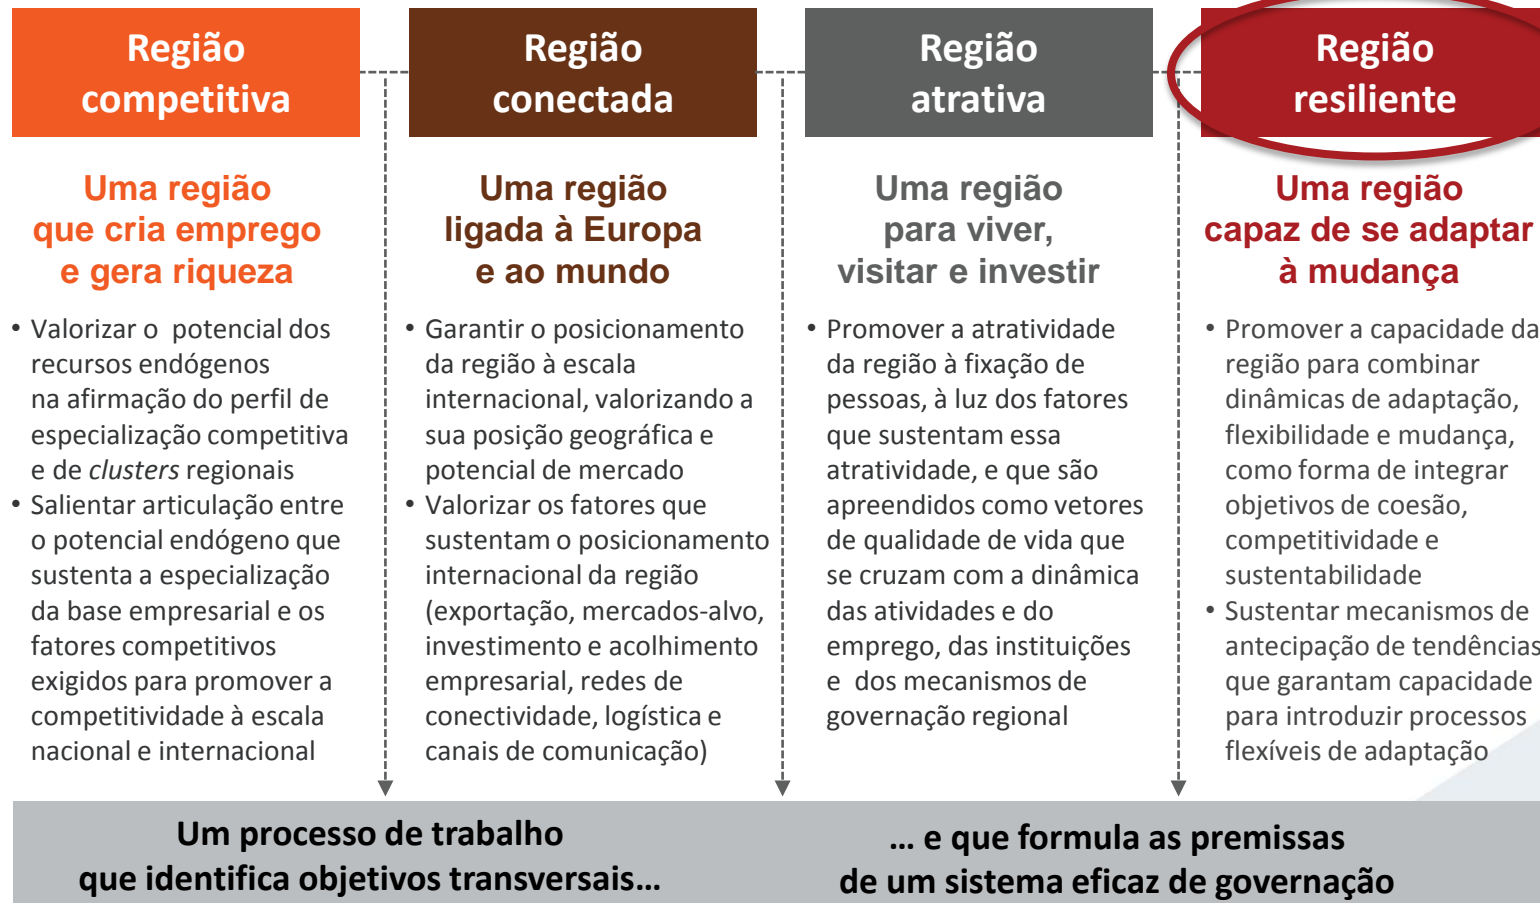 Região
competitiva
Uma região
que cria emprego
e gera riqueza
• Valorizar o potencial dos
recursos endógenos
na afirmação do perfil de
especialização competitiva
e de clusters regionais
• Salientar articulação entre
o potencial endógeno que
sustenta a especialização
da base empresarial e os
fatores competitivos
exigidos para promover a
competitividade à escala
nacional e internacional
Região
conectada
Uma região
ligada à Europa
e ao mundo
• Garantir o posicionamento
da região à escala
internacional, valorizando a
sua posição geográfica e
potencial de mercado
• Valorizar os fatores que
sustentam o posicionamento
internacional da região
(exportação, mercados-alvo,
investimento e acolhimento
empresarial, redes de
conectividade, logística e
canais de comunicação)
Região
atrativa
Uma região
para viver,
visitar e investir
• Promover a atratividade
da região à fixação de
pessoas, à luz dos fatores
que sustentam essa
atratividade, e que são
apreendidos como vetores
de qualidade de vida que
se cruzam com a dinâmica
das atividades e do
emprego, das instituições
e dos mecanismos de
governação regional
Região
resiliente
Uma região
capaz de se adaptar
à mudança
• Promover a capacidade da
região para combinar
dinâmicas de adaptação,
flexibilidade e mudança,
como forma de integrar
objetivos de coesão,
competitividade e
sustentabilidade
• Sustentar mecanismos de
antecipação de tendências
que garantam capacidade
para introduzir processos
flexíveis de adaptação
Um processo de trabalho
que identifica objetivos transversais…
… e que formula as premissas
de um sistema eficaz de governação